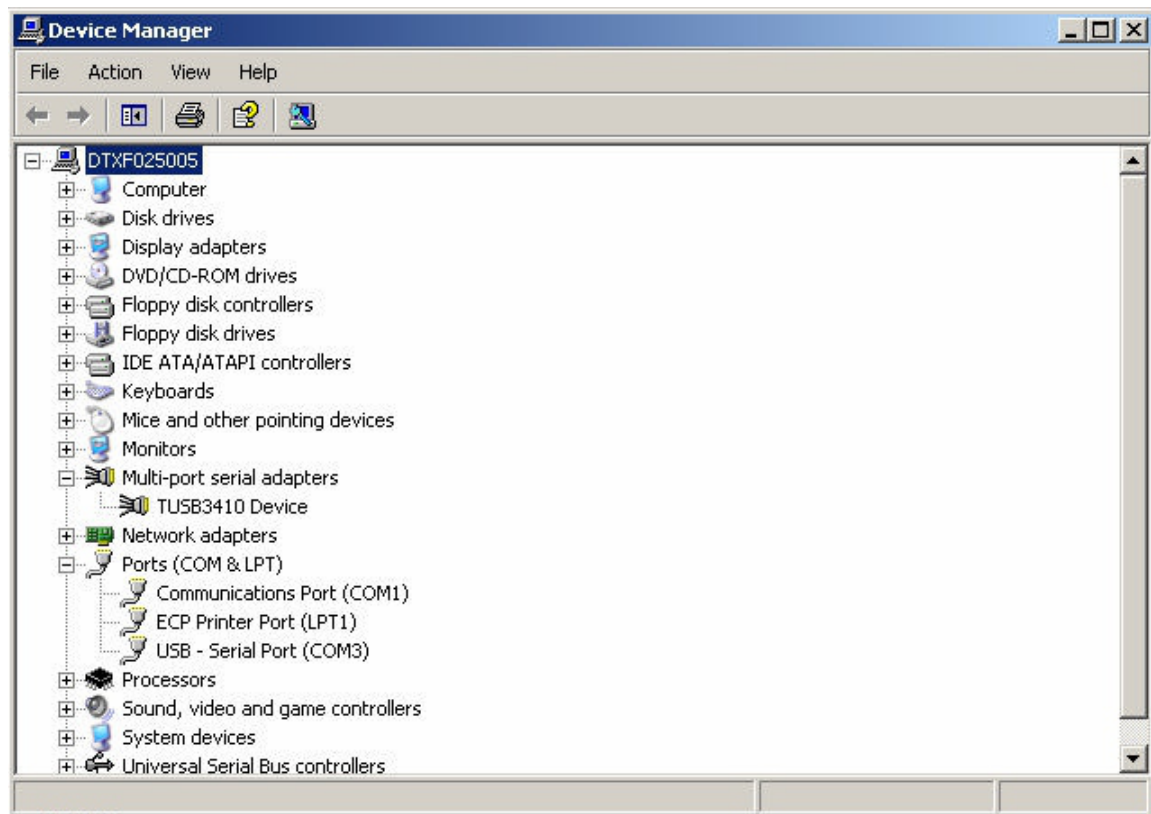 Device Manager
File Action View Help
DTXF025005
Computer
Disk drives
Display adapters
DVD/CD-ROM drives
Floppy disk controllers
Floppy disk drives
IDE ATA/ATAPI controllers
Keyboards
Mice and other pointing devices
Monitors
Multi-port serial adapters
TUSB3410 Device
Network adapters
Ports (COM & LPT)
Communications Port (COM1)
ECP Printer Port (LPT1)
USB - Serial Port (COM3)
Processors
Sound, video and game controllers
System devices
Universal Serial Bus controllers